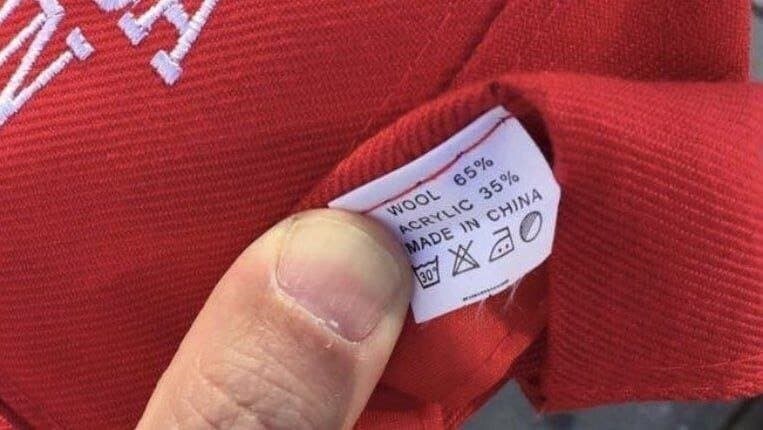 WOOL 65%
ACRYLIC 35%
MADE IN CHINA
30°